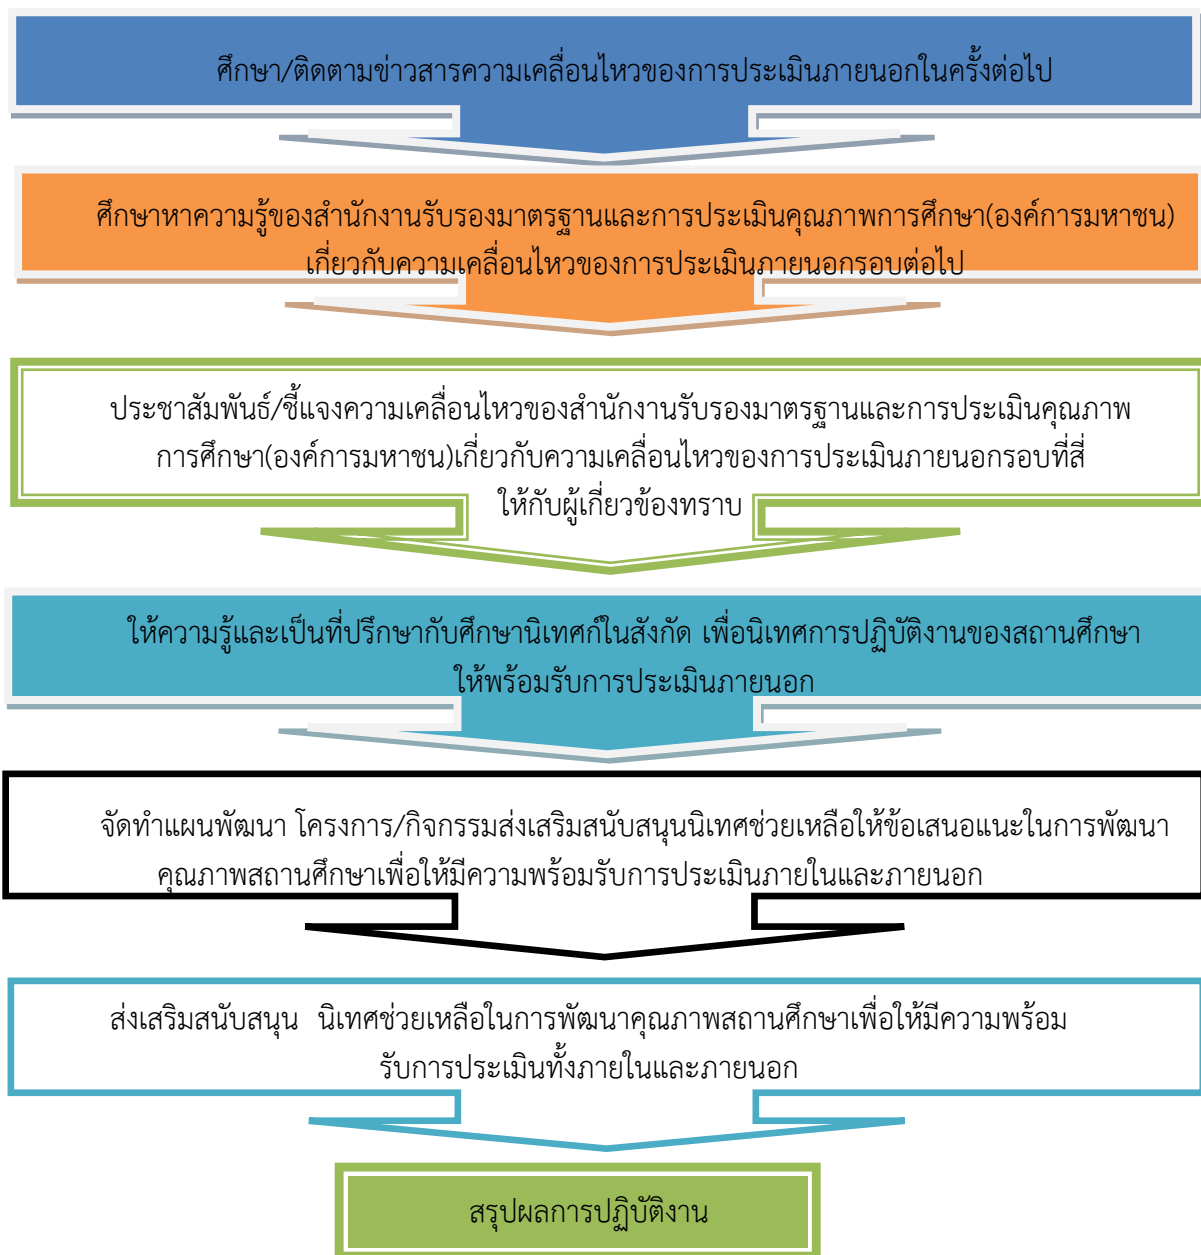 ศึกษา/ติดตามข่าวสารความเคลื่อนไหวของการประเมินภายนอกในครั้งต่อไป
ศึกษาหาความรู้ของสำนักงานรับรองมาตรฐานและการประเมินคุณภาพการศึกษา(องค์การมหาชน)
เกี่ยวกับความเคลื่อนไหวของการประเมินภายนอกรอบต่อไป
ประชาสัมพันธ์/ชี้แจงความเคลื่อนไหวของสำนักงานรับรองมาตรฐานและการประเมินคุณภาพ
การศึกษา(องค์การมหาชน)เกี่ยวกับความเคลื่อนไหวของการประเมินภายนอกรอบที่สี่
ให้กับผู้เกี่ยวข้องทราบ
ให้ความรู้และเป็นที่ปรึกษากับศึกษานิเทศก์ในสังกัด เพื่อนิเทศการปฏิบัติงานของสถานศึกษา
ให้พร้อมรับการประเมินภายนอก
จัดทำแผนพัฒนา โครงการ/กิจกรรมส่งเสริมสนับสนุนนิเทศช่วยเหลือให้ข้อเสนอแนะในการพัฒนา
คุณภาพสถานศึกษาเพื่อให้มีความพร้อมรับการประเมินภายในและภายนอก
ส่งเสริมสนับสนุน นิเทศช่วยเหลือในการพัฒนาคุณภาพสถานศึกษาเพื่อให้มีความพร้อม
รับการประเมินทั้งภายในและภายนอก
สรุปผลการปฏิบัติงาน